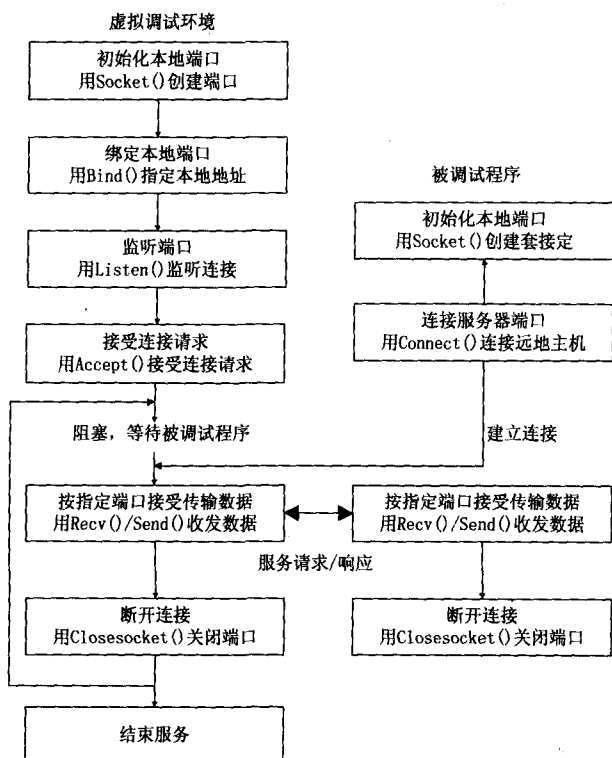 虚拟调试环境
初始化本地端口
用Socket()创建端口
绑定本地端口
用Bind()指定本地地址
监听端口
用Listen()监听连接
接受连接请求
用Accept()接受连接请求
阻塞，等待被调试程序
按指定端口接受传输数据
用Recv()/Send()收发数据
断开连接
用Closesocket()关闭端口
结束服务
被调试程序
初始化本地端口
用Socket()创建套接定
连接服务器端口
用Connect()连接远地主机
建立连接
按指定端口接受传输数据
用Recv()/Send()收发数据
服务请求/响应
断开连接
用Closesocket()关闭端口